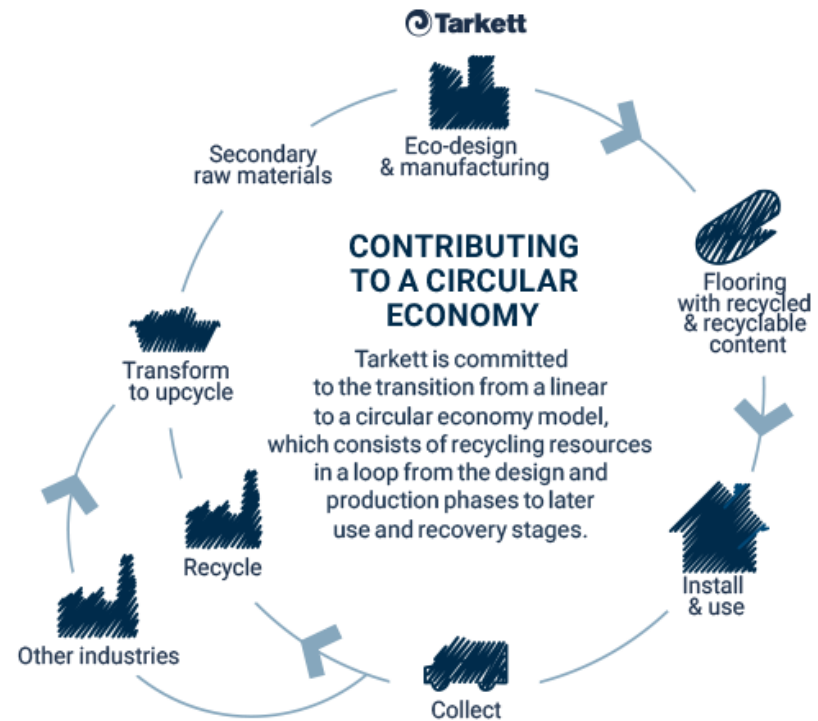 Tarkett
Eco-design
& manufacturing
Secondary
raw materials
Flooring
with recycled
& recyclable
content
CONTRIBUTING
TO A CIRCULAR
ECONOMY
Tarkett is committed
to the transition from a linear
to a circular economy model,
which consists of recycling resources
in a loop from the design and
production phases to later
use and recovery stages.
Transform
to upcycle
Recycle
Install
& use
Other industries
Collect